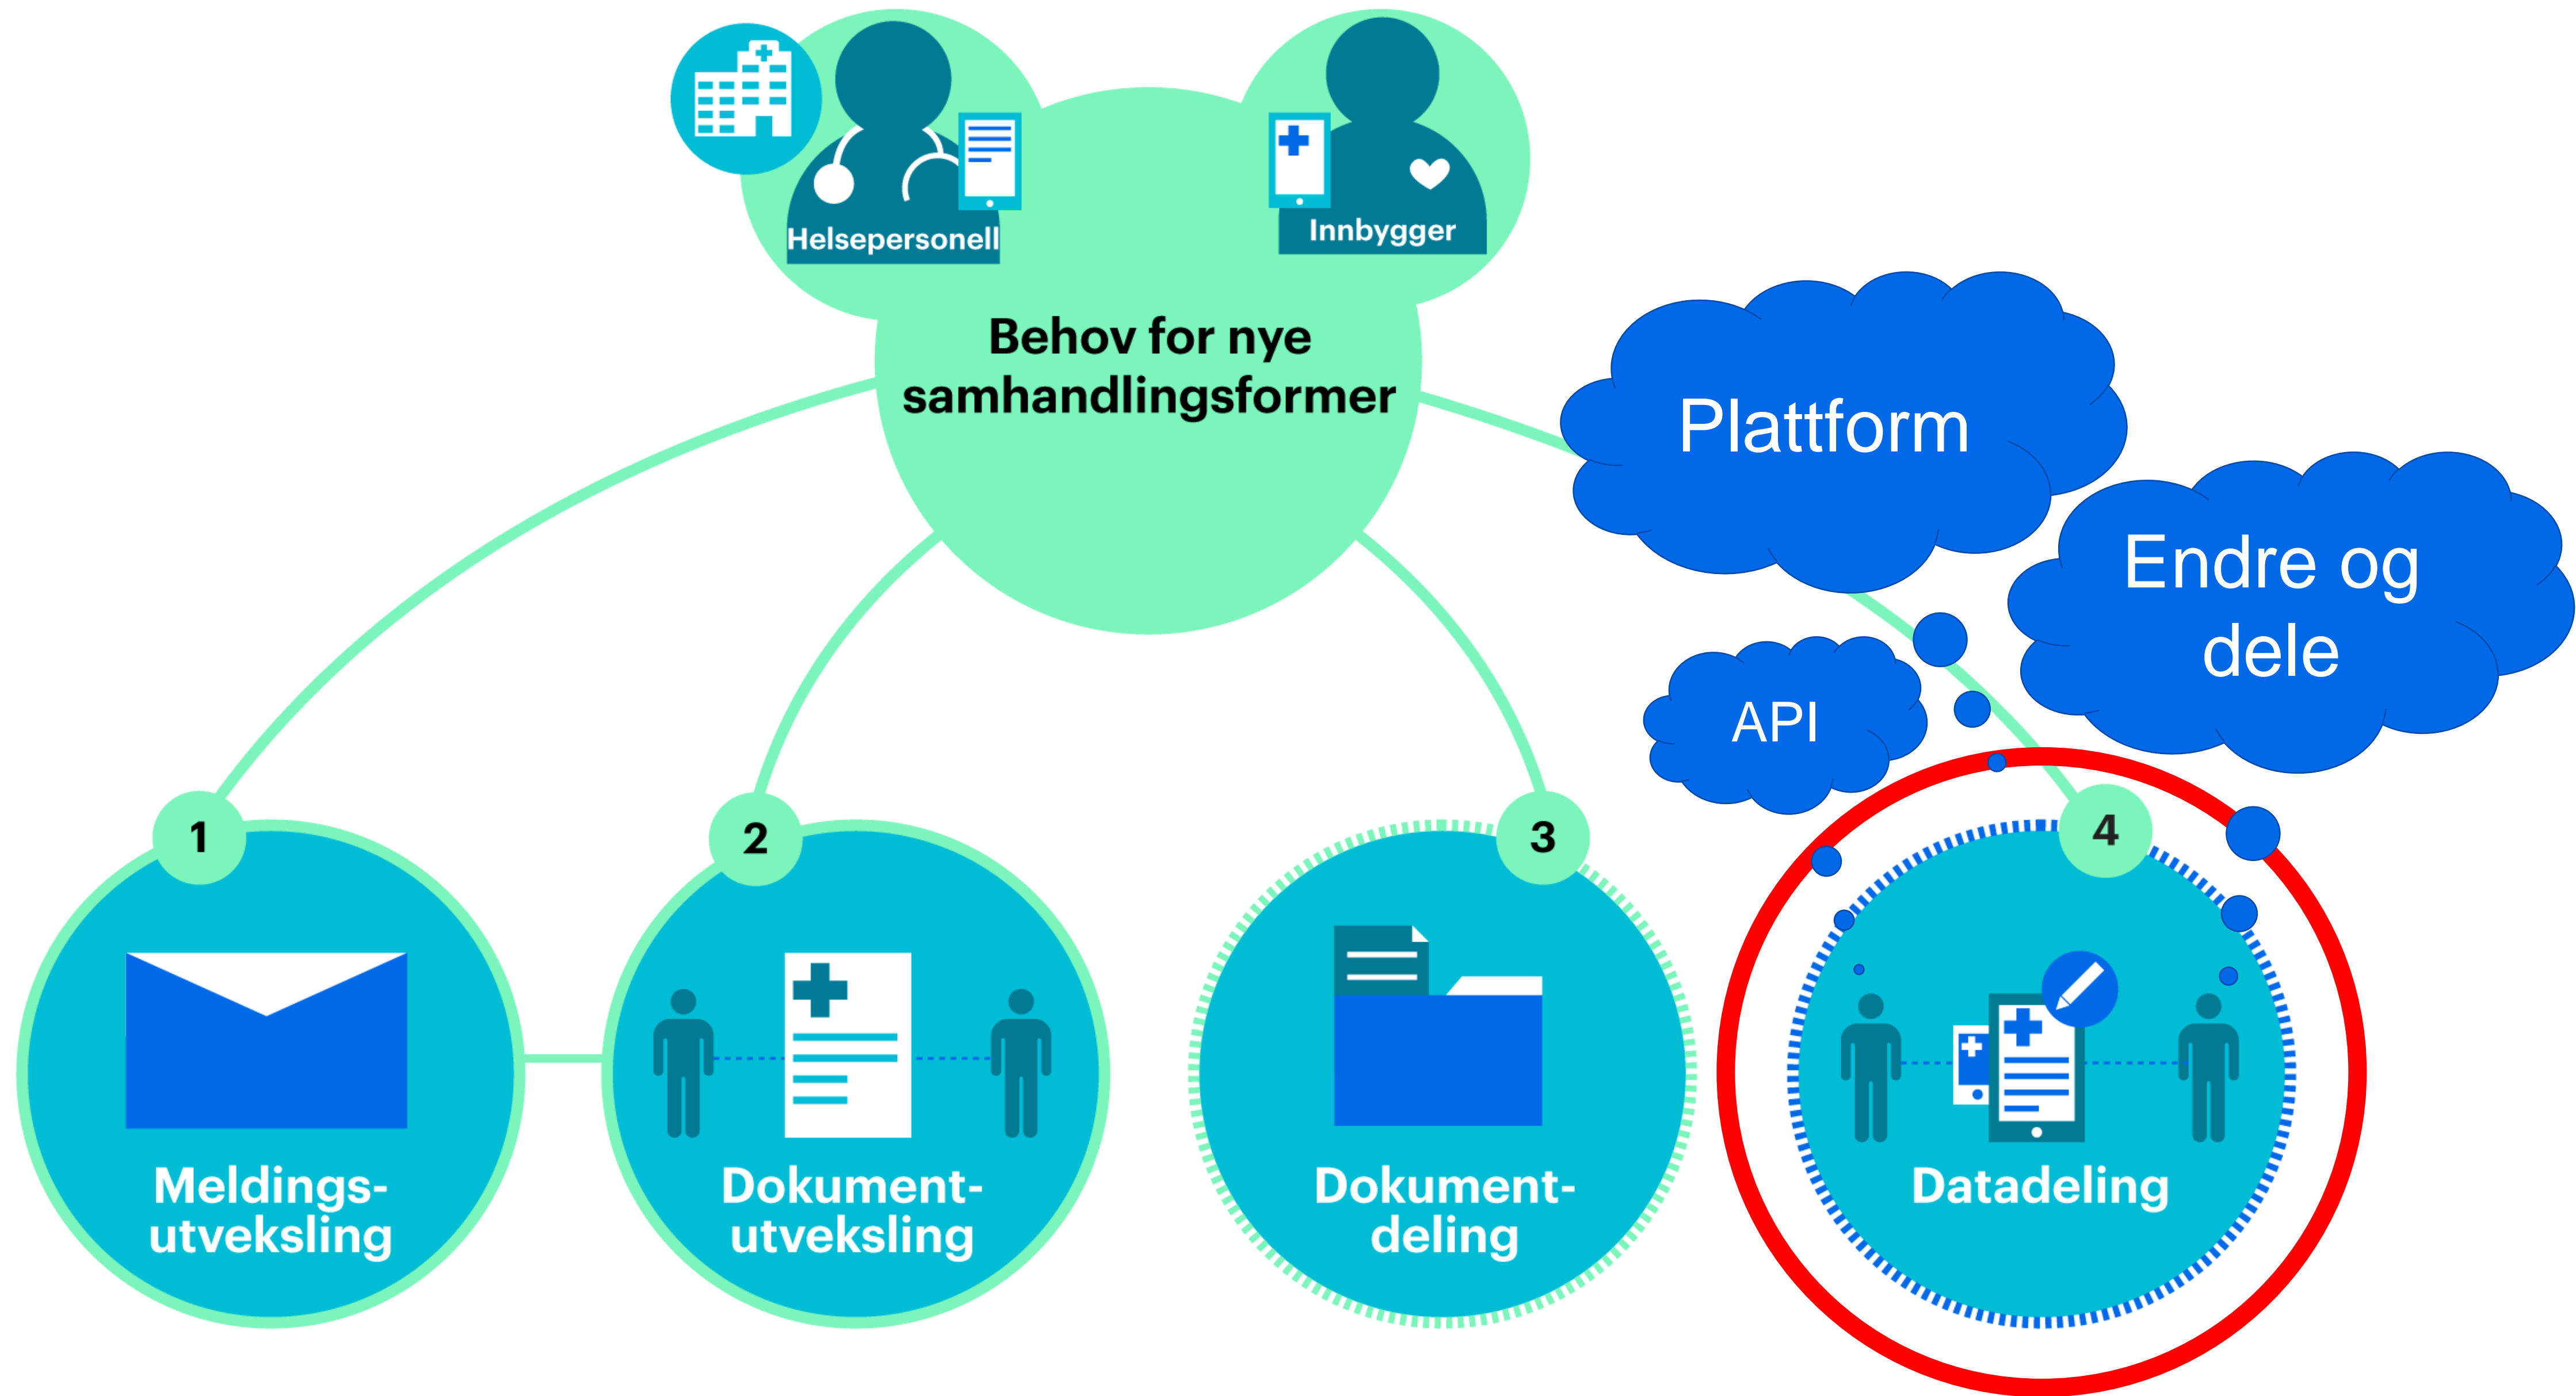 Helsepersonell
Innbygger
Behov for nye
samhandlingsformer
Plattform
Endre og
dele
API
1
Meldings-
utveksling
2
Dokument-
utveksling
3
Dokument-
deling
4
Datadeling